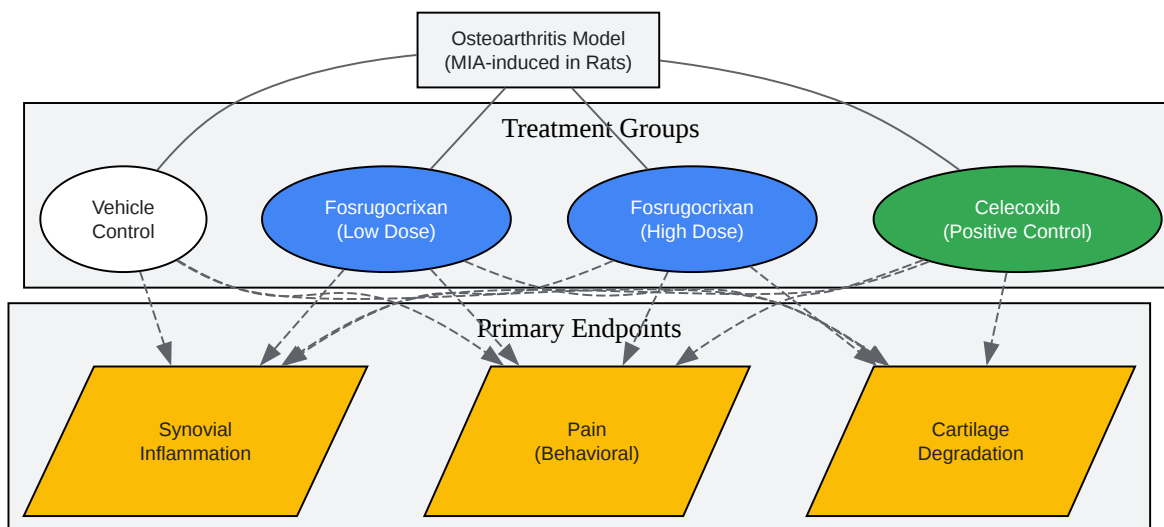 Osteoarthritis Model
(MIA-induced in Rats)
Treatment Groups
Vehicle
Control
Fosrugocrixan
(Low Dose)
Fosrugocrixan
(High Dose)
Celecoxib
(Positive Control)
Primary Endpoints
Synovial
Inflammation
Pain
(Behavioral)
Cartilage
Degradation